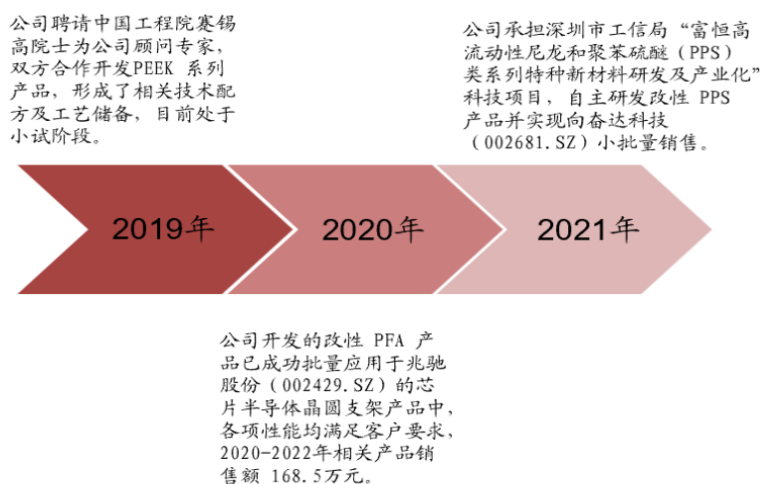 公司聘请中国工程院蹇锡
高院士为公司顾问专家，
双方合作开发PEEK 系列
产品，形成了相关技术配
方及工艺储备，目前处于
小试阶段。
公司承担深圳市工信局“富恒高
流动性尼龙和聚苯硫醚（PPS）
类系列特种新材料研发及产业化”
科技项目，自主研发改性 PPS
产品并实现向奋达科技
（002681.SZ）小批量销售。
2019年
2020年
2021年
公司开发的改性 PFA 产
品已成功批量应用于兆驰
股份（002429.SZ）的芯
片半导体晶圆支架产品中，
各项性能均满足客户要求，
2020-2022年相关产品销
售额 168.5万元。